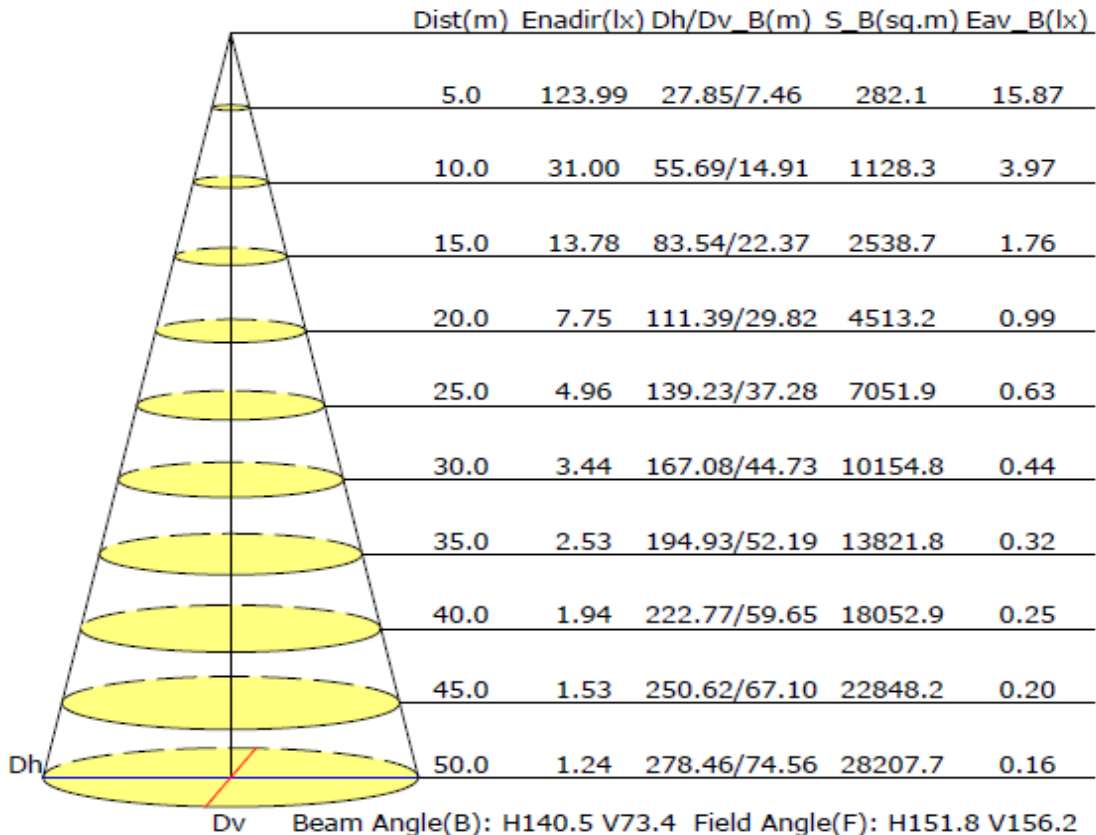 Dist(m) Enadir(lx) Dh/Dv_B(m) S_B(sq.m) Eav_B(lx)
5.0 123.99 27.85/7.46 282.1 15.87
10.0 31.00 55.69/14.91 1128.3 3.97
15.0 13.78 83.54/22.37 2538.7 1.76
20.0 7.75 111.39/29.82 4513.2 0.99
25.0 4.96 139.23/37.28 7051.9 0.63
30.0 3.44 167.08/44.73 10154.8 0.44
35.0 2.53 194.93/52.19 13821.8 0.32
40.0 1.94 222.77/59.65 18052.9 0.25
45.0 1.53 250.62/67.10 22848.2 0.20
Dh 50.0 1.24 278.46/74.56 28207.7 0.16
Dv Beam Angle(B): H140.5 V73.4 Field Angle(F): H151.8 V156.2